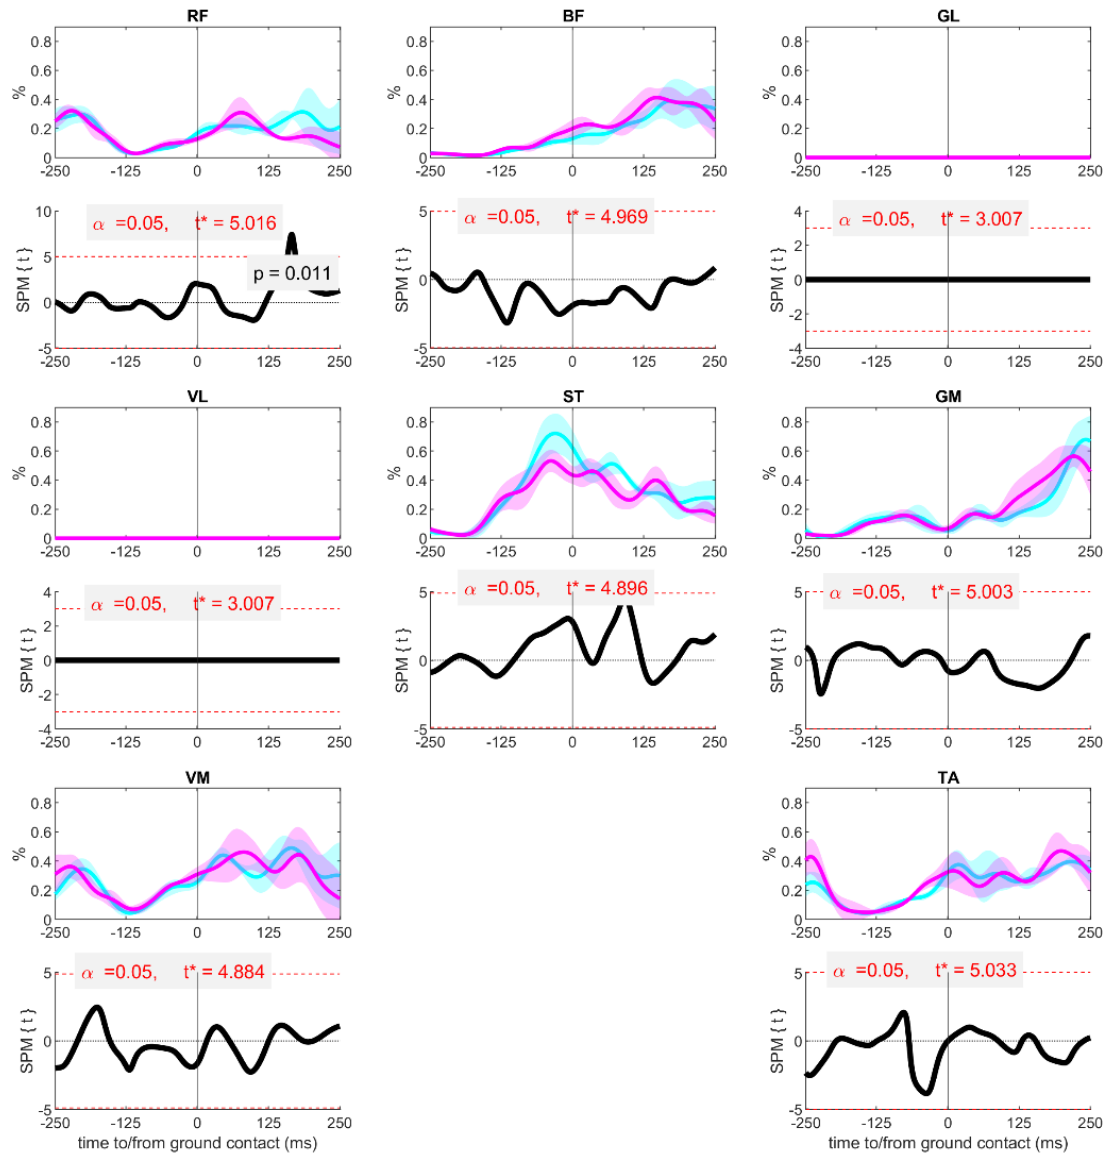 RF
BF
GL
%
0.8
0.6
0.4
0.2
0
-250 -125 0 125 250
%
0.8
0.6
0.4
0.2
0
-250 -125 0 125 250
%
0.8
0.6
0.4
0.2
0
-250 -125 0 125 250
SPM { t }
10
5
0
-5
α =0.05, t* = 5.016
p = 0.011
-250 -125 0 125 250
SPM { t }
5
0
-5
α =0.05, t* = 4.969
-250 -125 0 125 250
SPM { t }
4
2
0
-2
-4
α =0.05, t* = 3.007
-250 -125 0 125 250
VL
ST
GM
%
0.8
0.6
0.4
0.2
0
-250 -125 0 125 250
%
0.8
0.6
0.4
0.2
0
-250 -125 0 125 250
%
0.8
0.6
0.4
0.2
0
-250 -125 0 125 250
SPM { t }
4
2
0
-2
-4
α =0.05, t* = 3.007
-250 -125 0 125 250
SPM { t }
5
0
-5
α =0.05, t* = 4.896
-250 -125 0 125 250
SPM { t }
5
0
-5
α =0.05, t* = 5.003
-250 -125 0 125 250
VM
TA
%
0.8
0.6
0.4
0.2
0
-250 -125 0 125 250
%
0.8
0.6
0.4
0.2
0
-250 -125 0 125 250
SPM { t }
5
0
-5
α =0.05, t* = 4.884
-250 -125 0 125 250
time to/from ground contact (ms)
SPM { t }
5
0
-5
α =0.05, t* = 5.033
-250 -125 0 125 250
time to/from ground contact (ms)